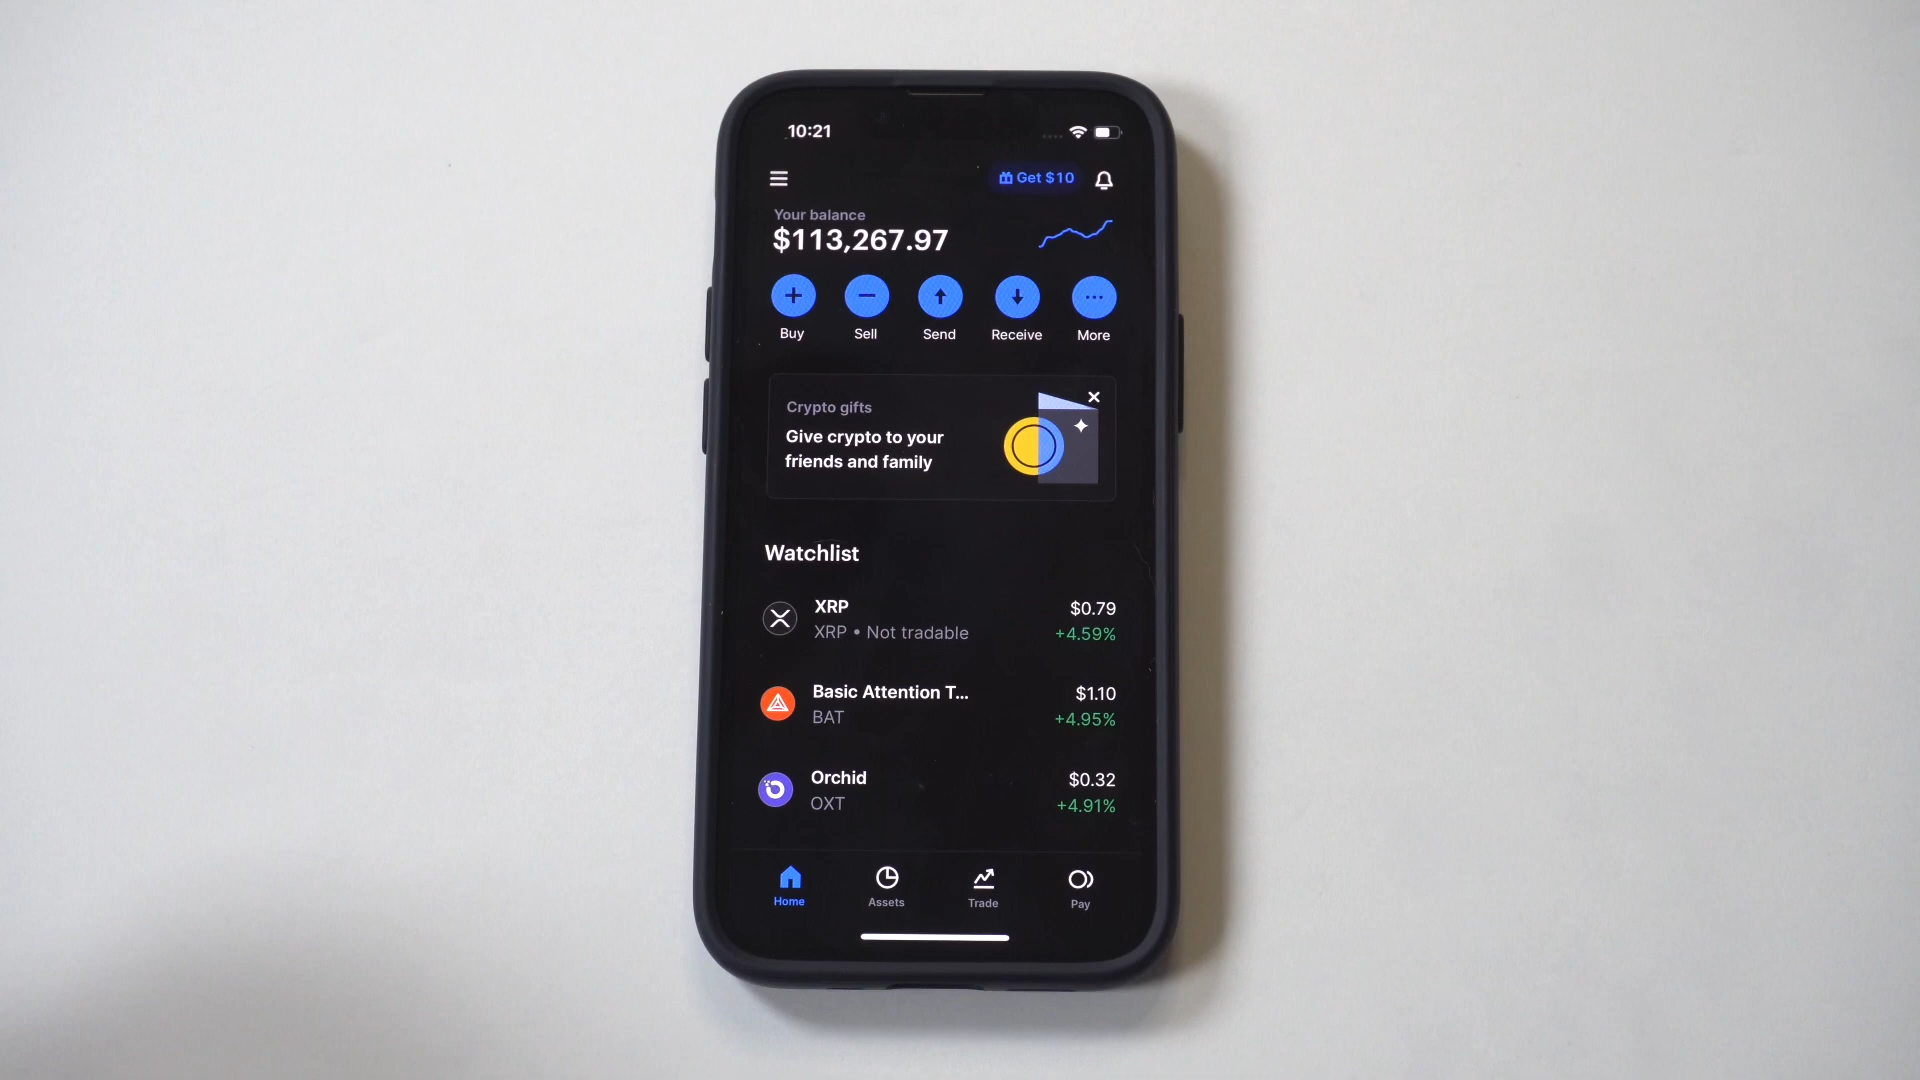 10:21
Get $10
Your balance
$113,267.97
Buy Sell Send Receive More
Crypto gifts
Give crypto to your
friends and family
Watchlist
XRP $0.79
XRP • Not tradable +4.59%
Basic Attention T... $1.10
BAT +4.95%
Orchid $0.32
OXT +4.91%
Home Assets Trade Pay